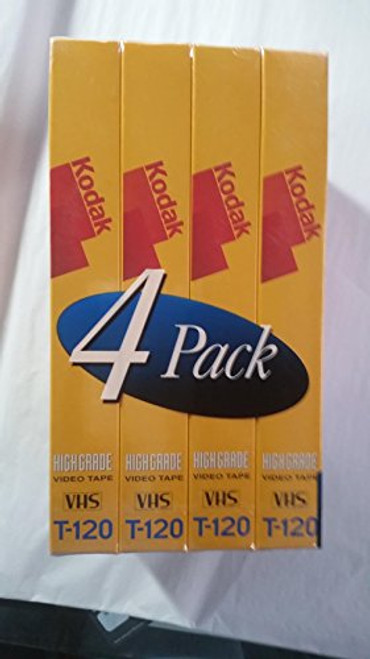 Kodak Kodak Kodak Kodak
4 Pack
HIGH GRADE HIGH GRADE HIGH GRADE HIGH GRADE
VIDEO TAPE VIDEO TAPE VIDEO TAPE VIDEO TAPE
VHS VHS VHS VHS
T-120 T-120 T-120 T-120